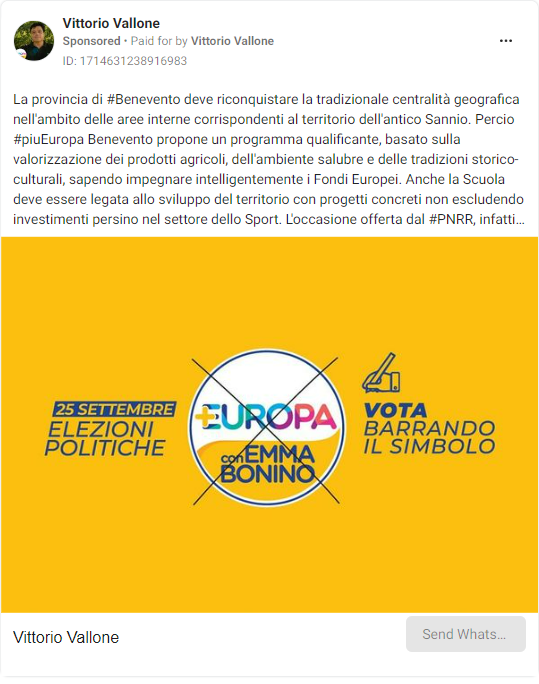 Vittorio Vallone
Sponsored • Paid for by Vittorio Vallone
ID: 1714631238916983
La provincia di #Benevento deve riconquistare la tradizionale centralità geografica
nell'ambito delle aree interne corrispondenti al territorio dell'antico Sannio. Percio
#piuEuropa Benevento propone un programma qualificante, basato sulla
valorizzazione dei prodotti agricoli, dell'ambiente salubre e delle tradizioni storico-
culturali, sapendo impegnare intelligentemente i Fondi Europei. Anche la Scuola
deve essere legata allo sviluppo del territorio con progetti concreti non escludendo
investimenti persino nel settore dello Sport. L'occasione offerta dal #PNRR, infatti...
25 SETTEMBRE
ELEZIONI
POLITICHE
+EUROPA
con EMMA
BONINO
VOTA
BARRANDO
IL SIMBOLO
Vittorio Vallone
Send Whats...